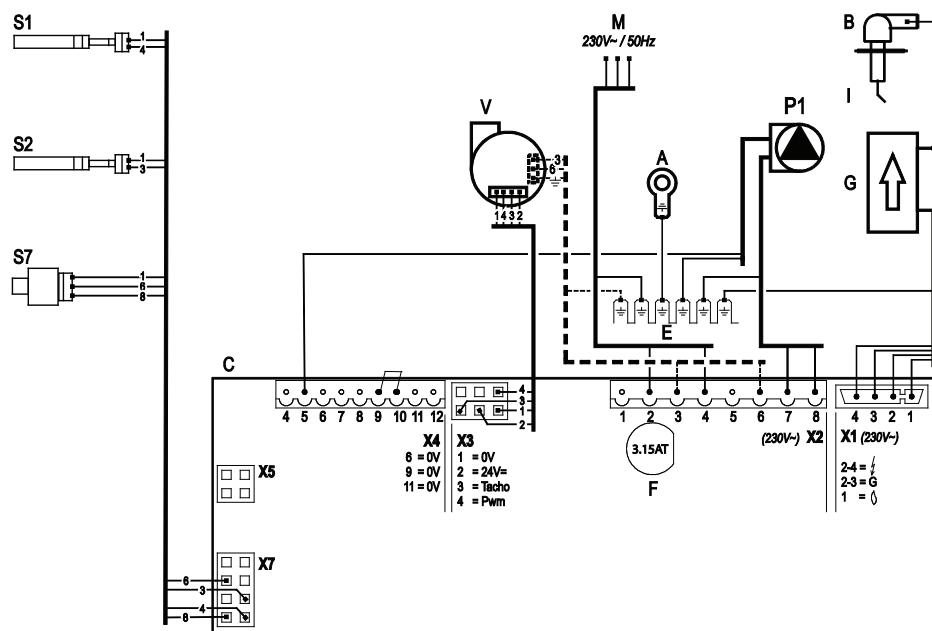 S1
1
4
S2
1
3
S7
1
6
8
M
230V~ / 50Hz
V
3
6
1 4 3 2
A
P1
B
I
G
E
C
4 5 6 7 8 9 10 11 12
X4
6 = 0V
9 = 0V
11 = 0V
4
3
1
2
X3
1 = 0V
2 = 24V=
3 = Tacho
4 = Pwm
1 2 3 4 5 6 7 8
(230V~) X2
3.15AT
F
4 3 2 1
X1 (230V~)
2-4 =
2-3 = G
1 =
X5
X7
6
3
4
8